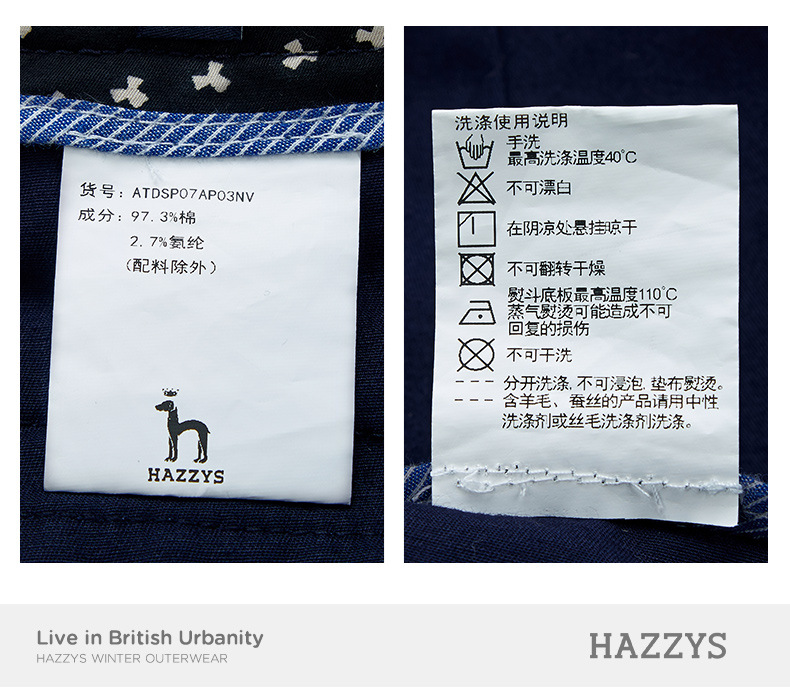 货号：ATDSP07AP03NV
成分：97.3%棉
2.7%氨纶
（配料除外）
HAZZYS
洗涤使用说明
手洗
最高洗涤温度40℃
不可漂白
在阴凉处悬挂晾干
不可翻转干燥
熨斗底板最高温度110℃
蒸气熨烫可能造成不可
回复的损伤
不可干洗
--- 分开洗涤,不可浸泡,垫布熨烫。
--- 含羊毛、蚕丝的产品请用中性
洗涤剂或丝毛洗涤剂洗涤。
Live in British Urbanity
HAZZYS WINTER OUTERWEAR
HAZZYS